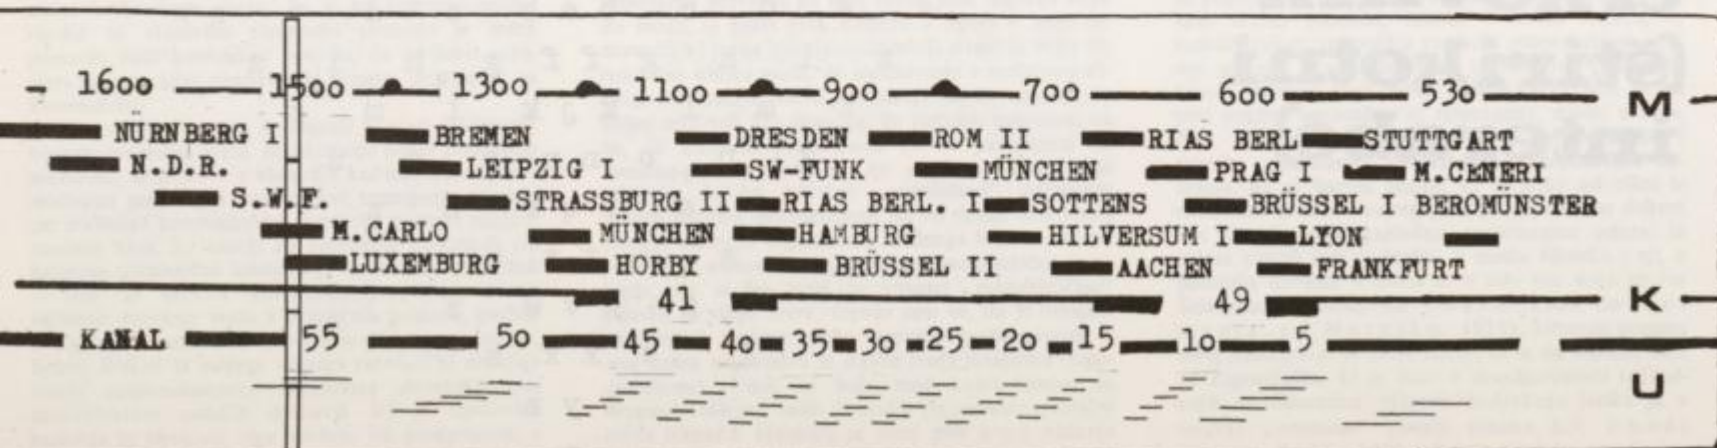 1600 1500 1300 1100 900 700 600 530 M
NÜRNBERG I BREMEN DRESDEN ROM II RIAS BERL STUTTGART
N.D.R. LEIPZIG I SW-FUNK MÜNCHEN PRAG I M.CENERI
S.W.F. STRASSBURG II RIAS BERL. I SOTTENS BRÜSSEL I BEROMÜNSTER
M.CARLO MÜNCHEN HAMBURG HILVERSUM I LYON
LUXEMBURG HORBY BRÜSSEL II AACHEN FRANKFURT
41 49 K
KANAL 55 50 45 40 35 30 25 20 15 10 5
U